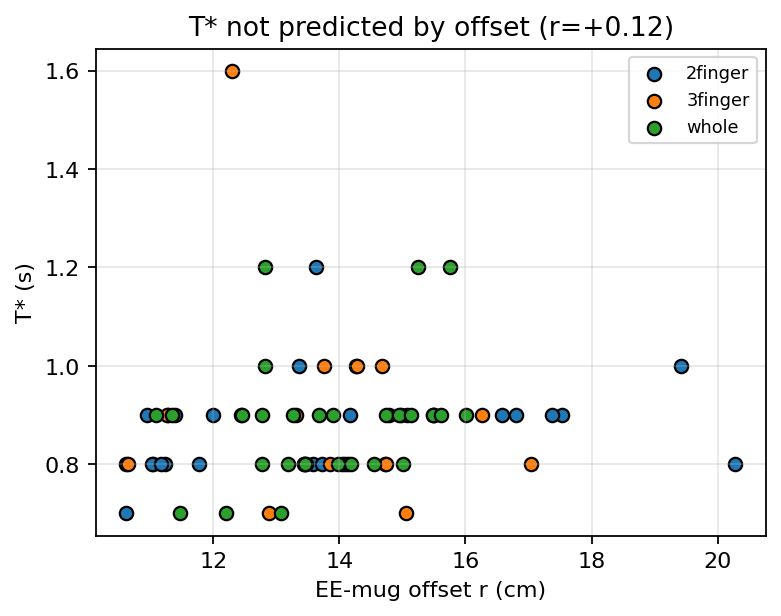 T* not predicted by offset (r=+0.12)
2finger
3finger
whole
T* (s)
1.6
1.4
1.2
1.0
0.8
12 14 16 18 20
EE-mug offset r (cm)